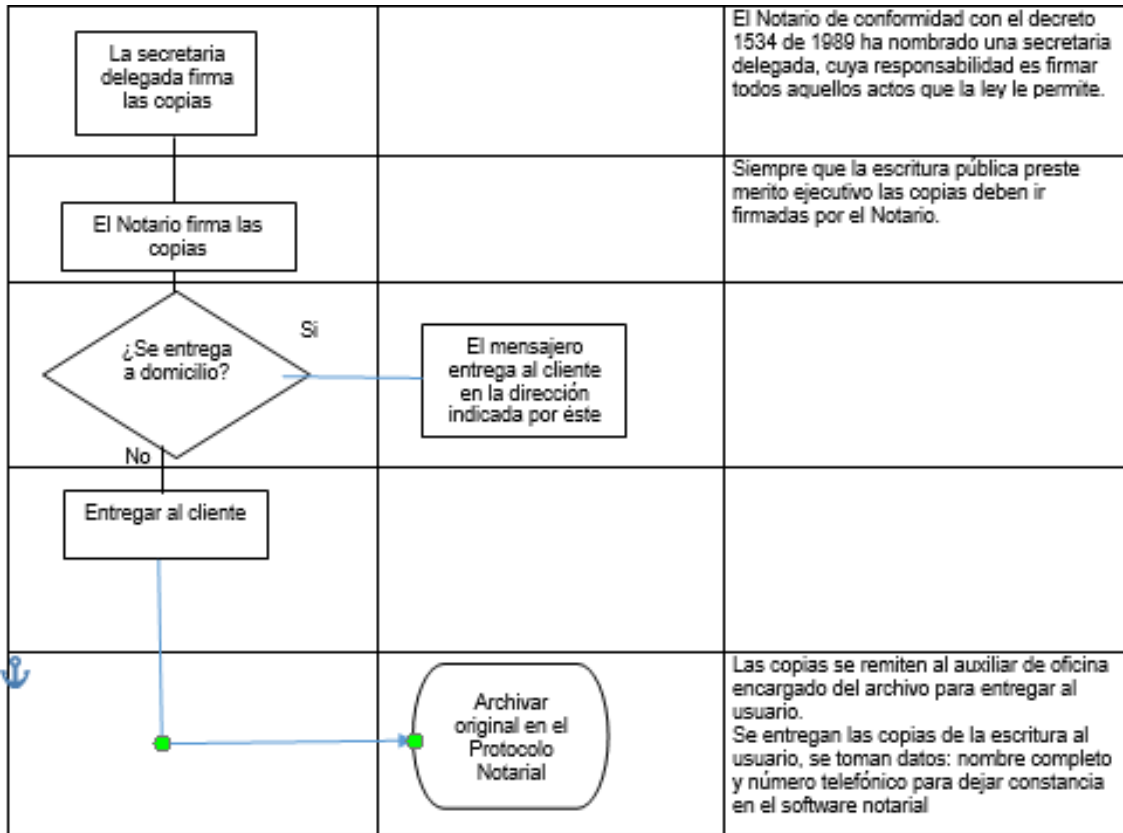 La secretaria
delegada firma
las copias
El Notario de conformidad con el decreto
1534 de 1989 ha nombrado una secretaria
delegada, cuya responsabilidad es firmar
todos aquellos actos que la ley le permite.
El Notario firma las
copias
Siempre que la escritura pública preste
merito ejecutivo las copias deben ir
firmadas por el Notario.
¿Se entrega
a domicilio?
Si
El mensajero
entrega al cliente
en la dirección
indicada por éste
No
Entregar al cliente
Archivar
original en el
Protocolo
Notarial
Las copias se remiten al auxiliar de oficina
encargado del archivo para entregar al
usuario.
Se entregan las copias de la escritura al
usuario, se toman datos: nombre completo
y número telefónico para dejar constancia
en el software notarial